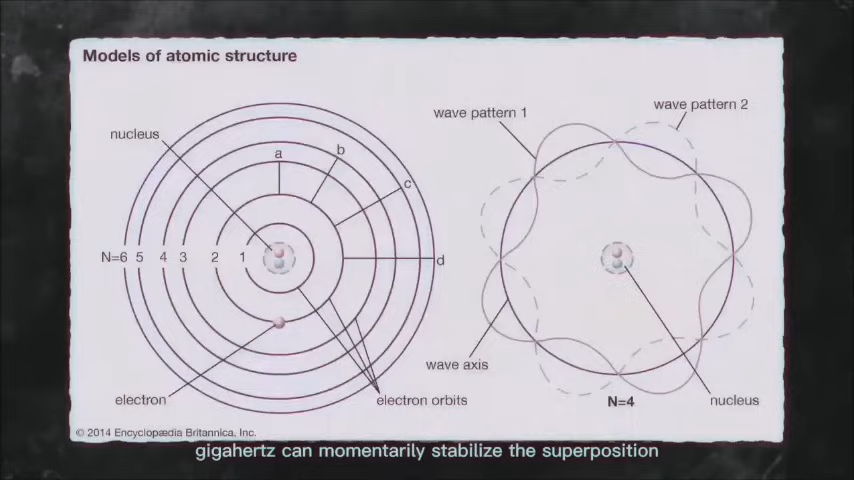 Models of atomic structure
nucleus
a
b
c
d
N=6 5 4 3 2 1
electron
electron orbits
wave pattern 1
wave pattern 2
wave axis
N=4
nucleus
© 2014 Encyclopædia Britannica, Inc.
gigahertz can momentarily stabilize the superposition